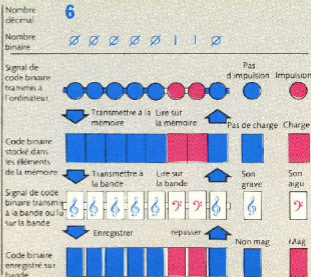 Nombre
décimal
6
Nombre
binaire
Ø Ø Ø Ø Ø I I Ø
Signal de
code binaire
transmis à
l'ordinateur
Pas
d'impulsion
Impulsion
Transmettre à la
mémoire
Lire sur
la mémoire
Pas de charge
Charge
Code binaire
stocké dans
les éléments
de la mémoire
Transmettre à
la bande
Lire sur
la bande
Son
grave
Son
aigu
Signal de code
binaire transmis
à la bande ou lu
sur la bande
Enregistrer
repasser
Non mag
Mag
Code binaire
enregistré sur
bande